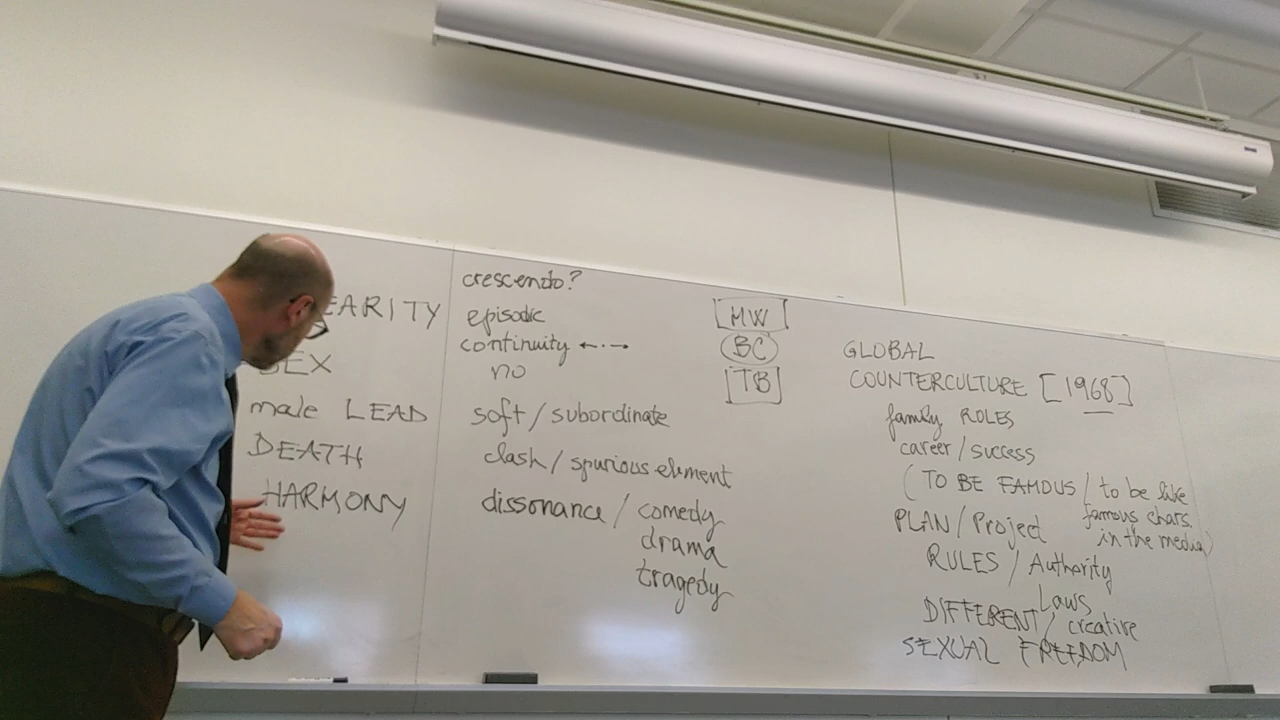 EARITY
SEX
male LEAD
DEATH
HARMONY
crescendo?
episodic
continuity ←·→
no
soft / subordinate
clash / spurious element
dissonance / comedy
drama
tragedy
[MW]
BC
[TB]
GLOBAL
COUNTERCULTURE [1968]
family ROLES
career / success
(TO BE FAMOUS / to be like
famous chars.
in the media)
PLAN / Project
RULES / Authority
Laws
DIFFERENT / creative
SEXUAL FREEDOM